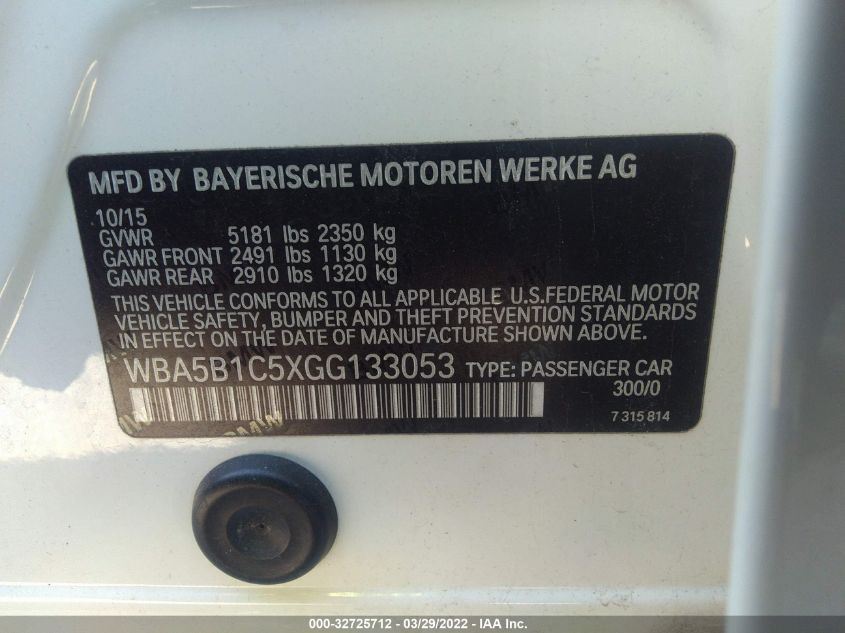 MFD BY BAYERISCHE MOTOREN WERKE AG
10/15
GVWR 5181 lbs 2350 kg
GAWR FRONT 2491 lbs 1130 kg
GAWR REAR 2910 lbs 1320 kg
THIS VEHICLE CONFORMS TO ALL APPLICABLE U.S.FEDERAL MOTOR
VEHICLE SAFETY, BUMPER AND THEFT PREVENTION STANDARDS
IN EFFECT ON THE DATE OF MANUFACTURE SHOWN ABOVE.
WBA5B1C5XGG133053 TYPE: PASSENGER CAR
300/0
7 315 814
000-32725712 - 03/29/2022 - IAA Inc.